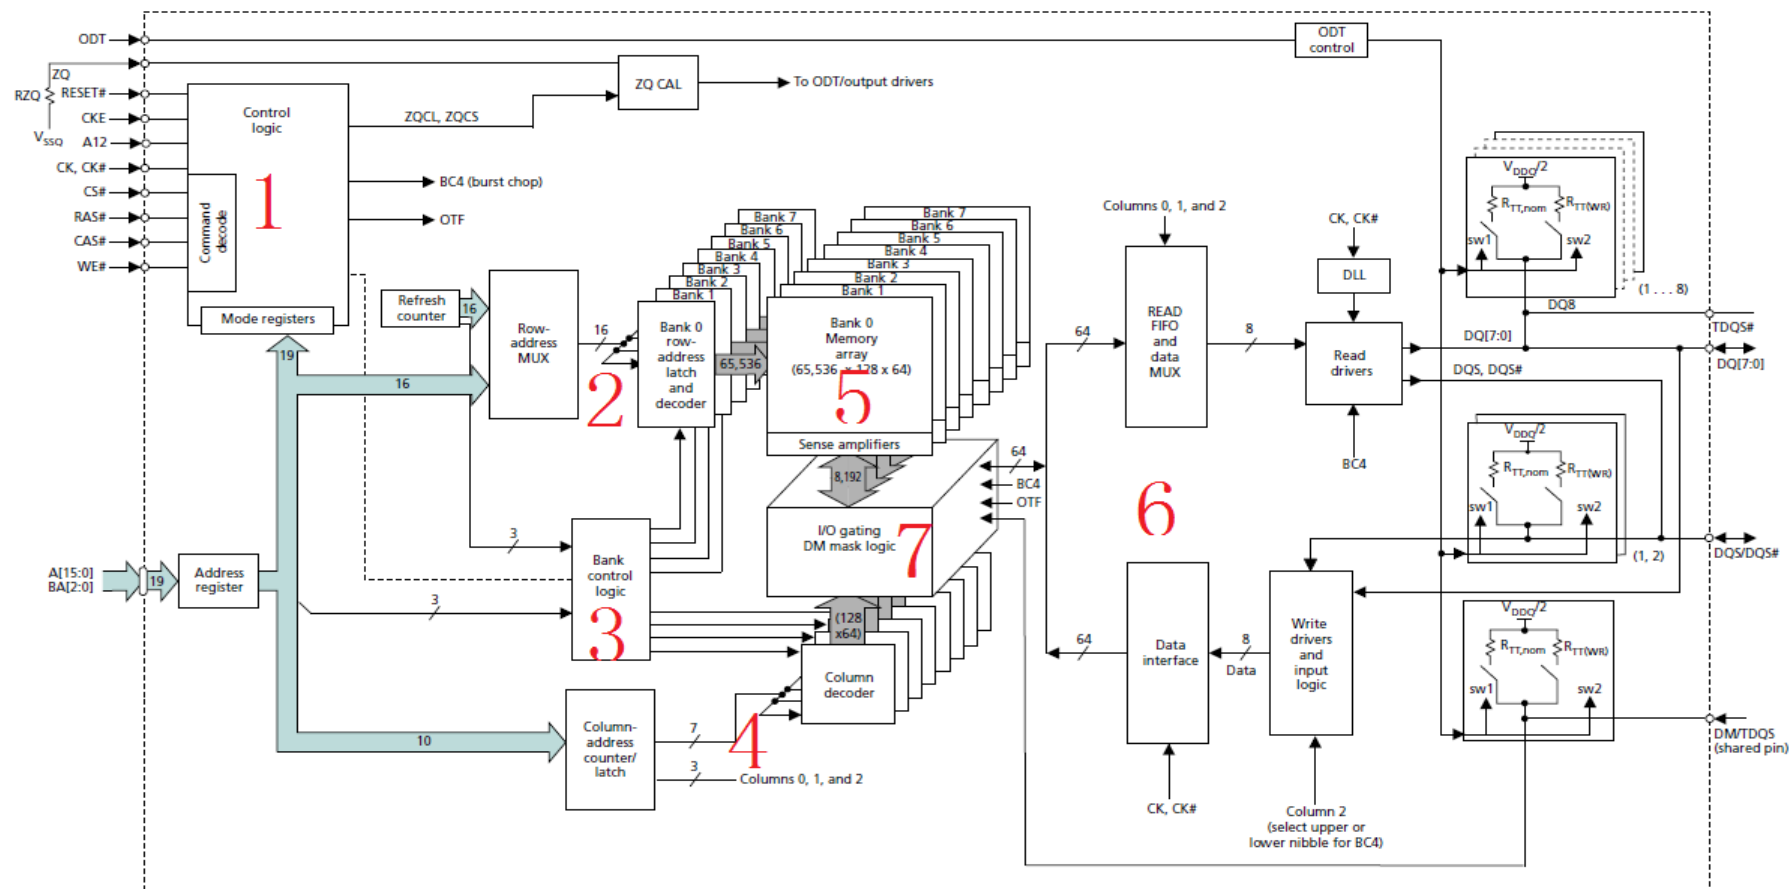 ODT
ODT
control
ZQ
RZQ
V_SSQ
RESET#
CKE
A12
CK, CK#
CS#
RAS#
CAS#
WE#
Control
logic
1
Command
decode
Mode registers
ZQCL, ZQCS
ZQ CAL
To ODT/output drivers
BC4 (burst chop)
OTF
Refresh
counter
16
Row-
address
MUX
16
2
19
16
Bank 7
Bank 6
Bank 5
Bank 4
Bank 3
Bank 2
Bank 1
Bank 0
row-
address
latch
and
decoder
65,536
Bank 7
Bank 6
Bank 5
Bank 4
Bank 3
Bank 2
Bank 1
Bank 0
Memory
array
(65,536 x 128 x 64)
5
Sense amplifiers
8,192
I/O gating
DM mask logic
7
64
BC4
OTF
A[15:0]
BA[2:0]
19
Address
register
3
3
Bank
control
logic
3
(128
x64)
Column
decoder
10
Column-
address
counter/
latch
7
4
3
Columns 0, 1, and 2
Columns 0, 1, and 2
64
READ
FIFO
and
data
MUX
8
CK, CK#
DLL
Read
drivers
BC4
6
64
Data
interface
CK, CK#
8
Data
Write
drivers
and
input
logic
Column 2
(select upper or
lower nibble for BC4)
V_DDQ/2
R_TT,nom
R_TT(WR)
sw1
sw2
(1 . . . 8)
DQ8
TDQS#
DQ[7:0]
DQ[7:0]
DQS, DQS#
V_DDQ/2
R_TT,nom
R_TT(WR)
sw1
sw2
(1, 2)
DQS/DQS#
V_DDQ/2
R_TT,nom
R_TT(WR)
sw1
sw2
DM/TDQS
(shared pin)